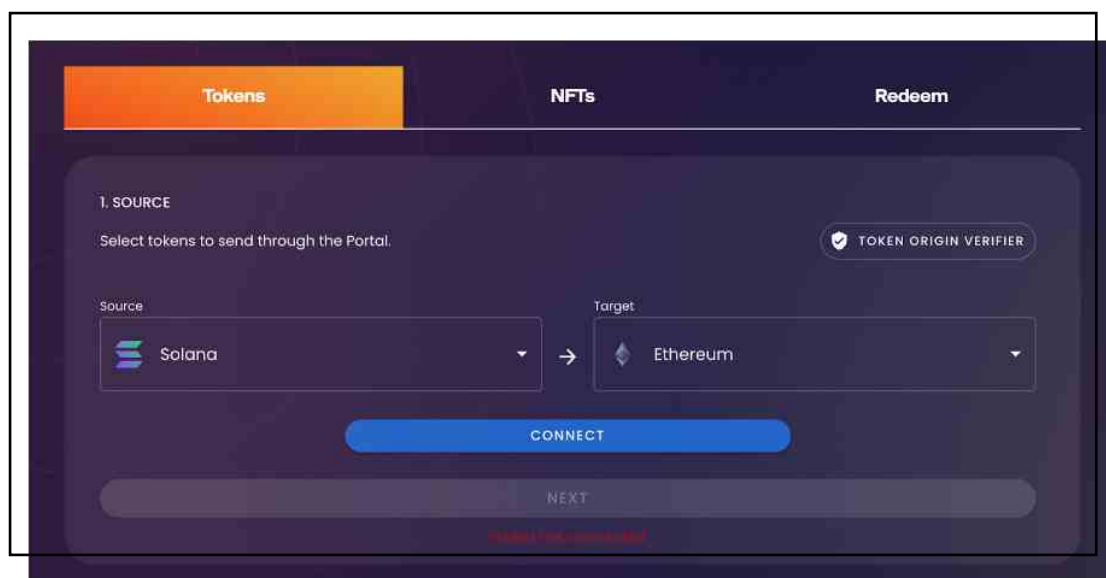 Tokens NFTs Redeem
1. SOURCE
Select tokens to send through the Portal.
TOKEN ORIGIN VERIFIER
Source Target
Solana Ethereum
CONNECT
NEXT